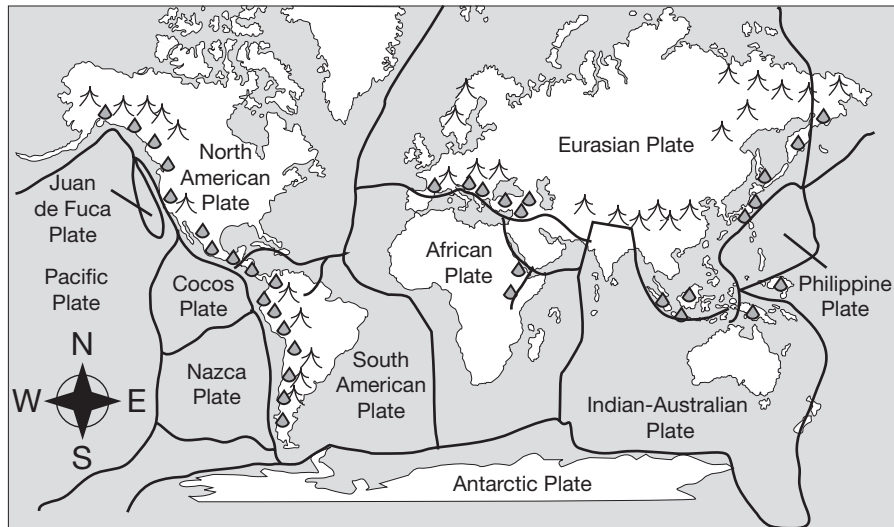 North
American
Plate
Eurasian Plate
Juan
de Fuca
Plate
African
Plate
Pacific
Plate
Cocos
Plate
Philippine
Plate
N
W
E
S
Nazca
Plate
South
American
Plate
Indian-Australian
Plate
Antarctic Plate